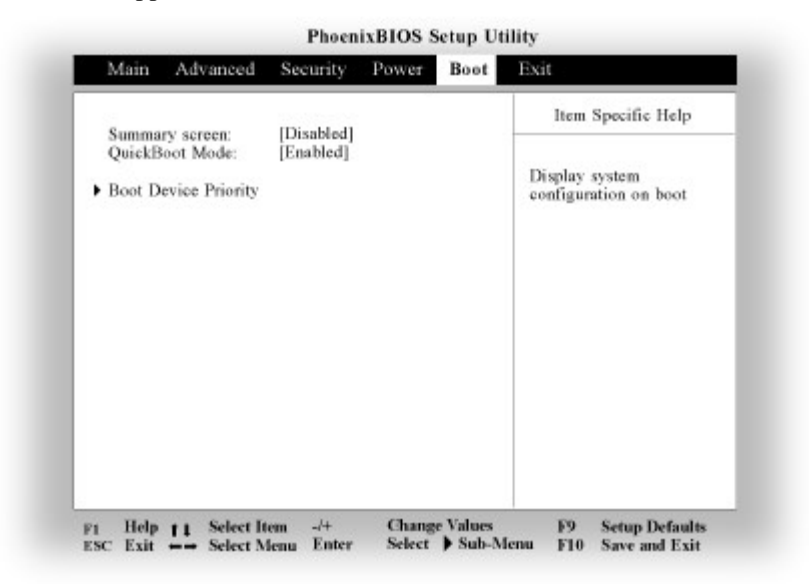 PhoenixBIOS Setup Utility
Main Advanced Security Power Boot Exit
Item Specific Help
Summary screen: [Disabled]
QuickBoot Mode: [Enabled]
Boot Device Priority
Display system
configuration on boot
F1 Help Select Item -/+ Change Values F9 Setup Defaults
ESC Exit Select Menu Enter Select Sub-Menu F10 Save and Exit